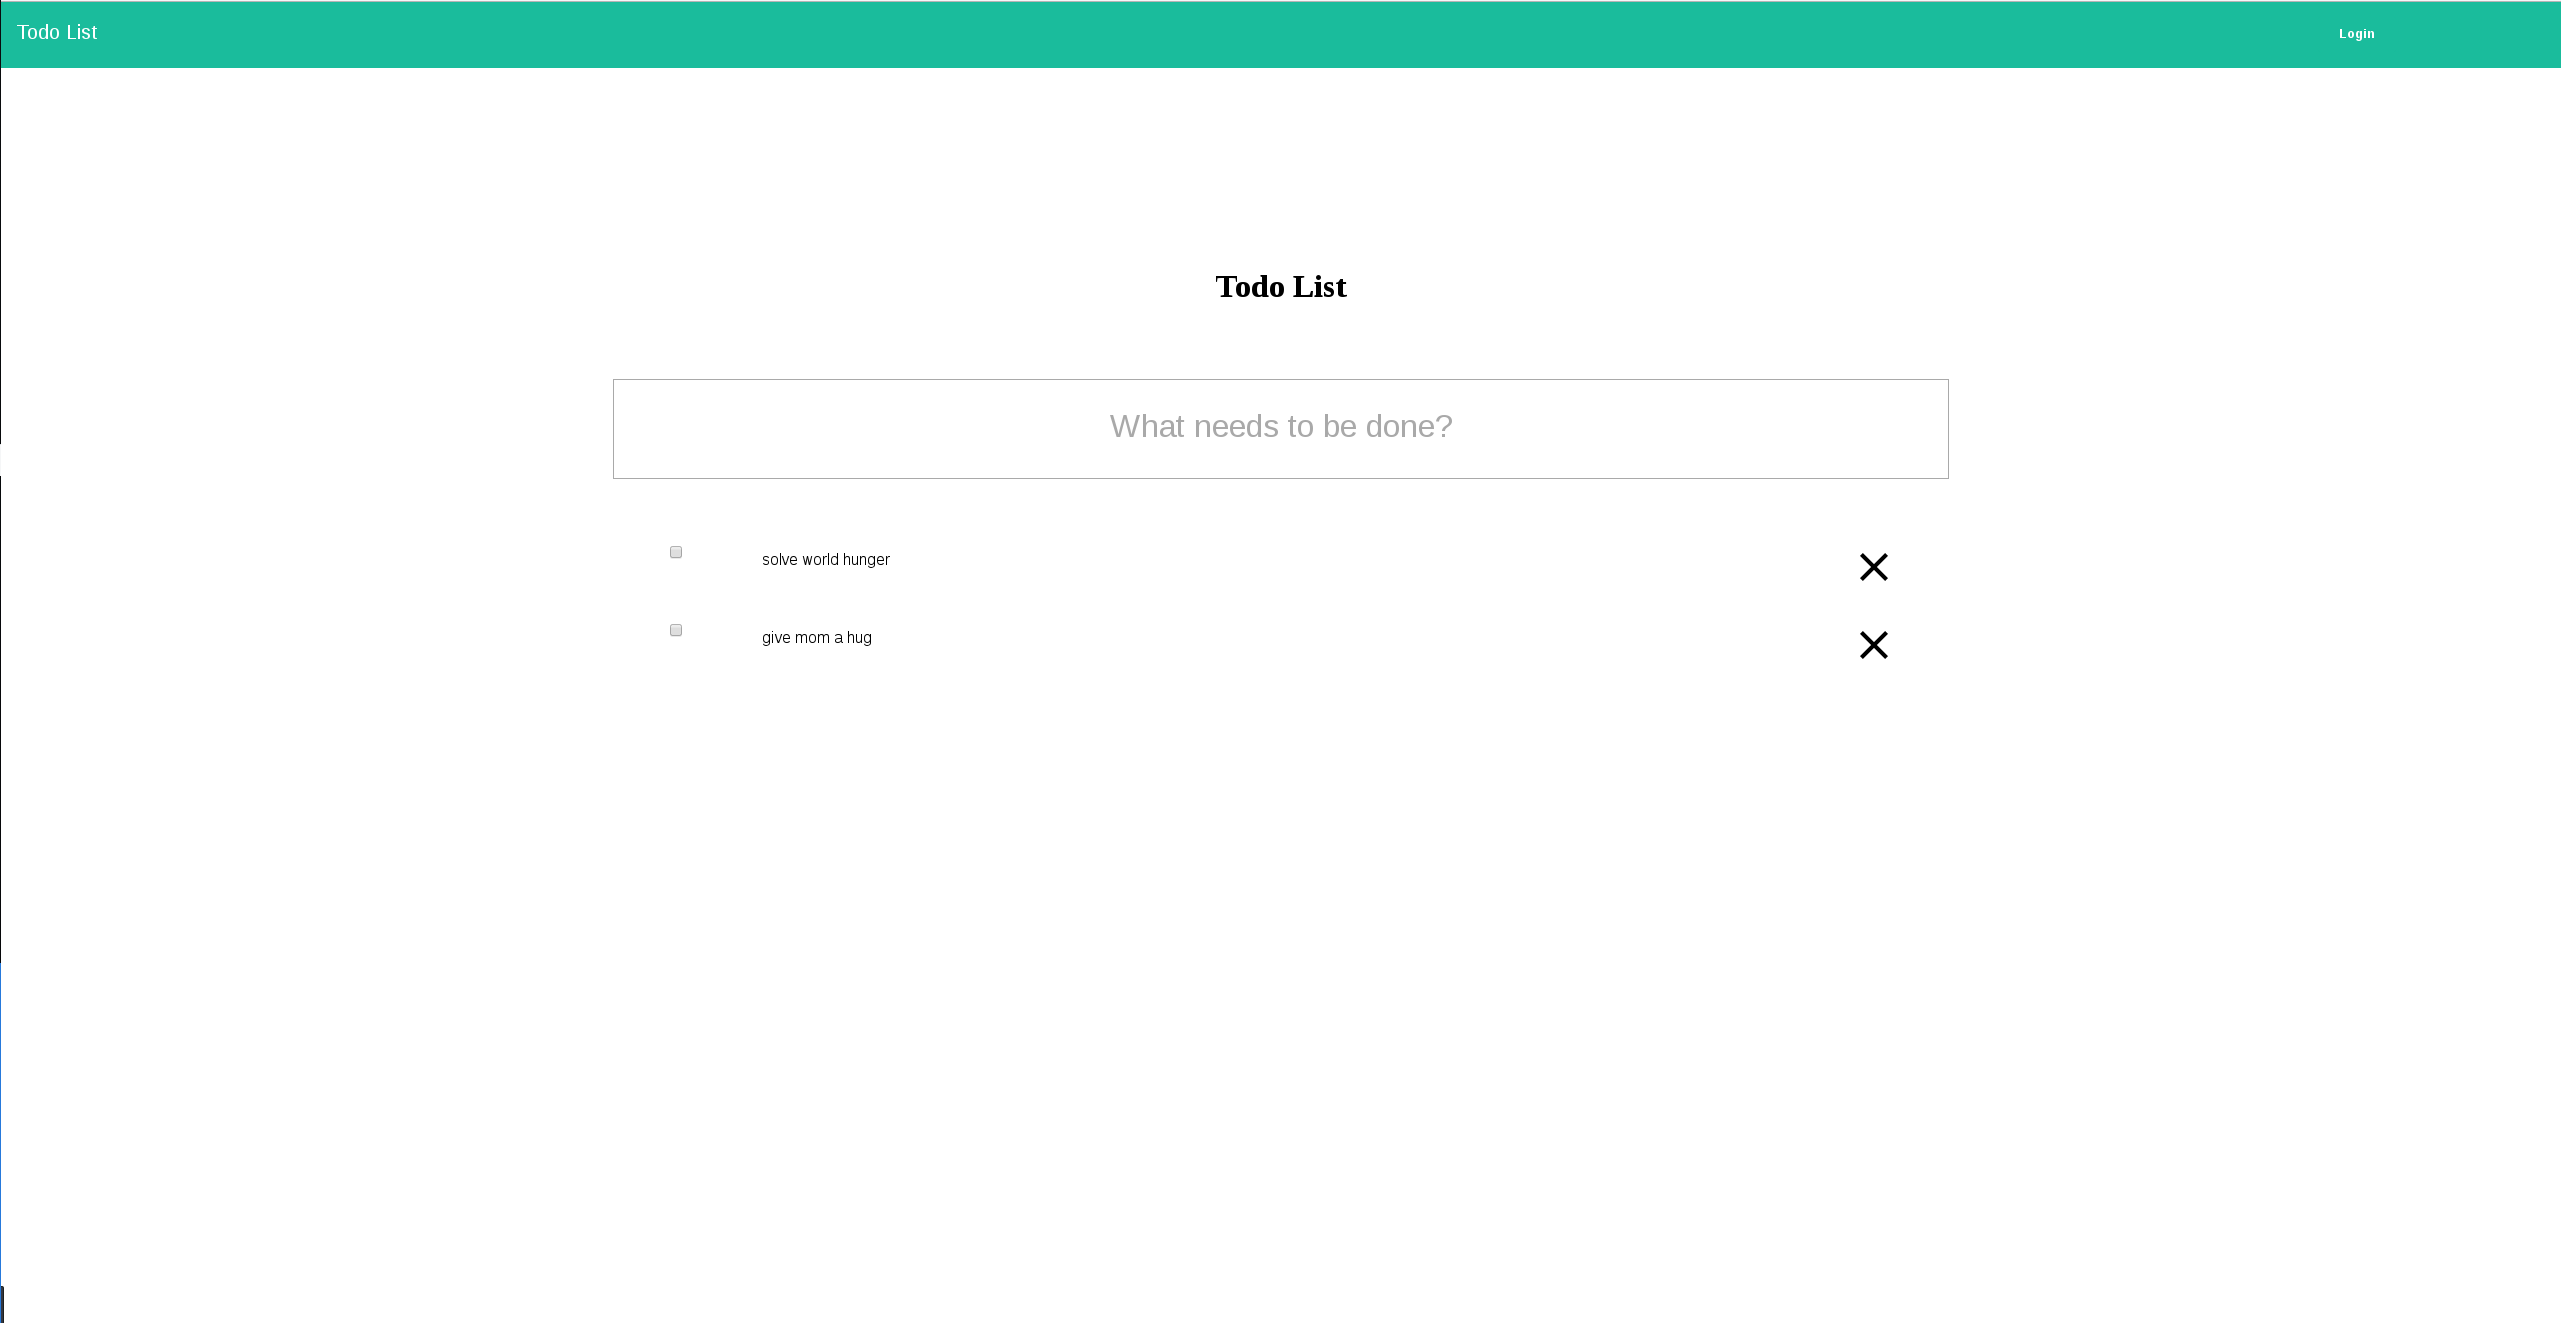 Todo List
Login
Todo List
What needs to be done?
solve world hunger
give mom a hug